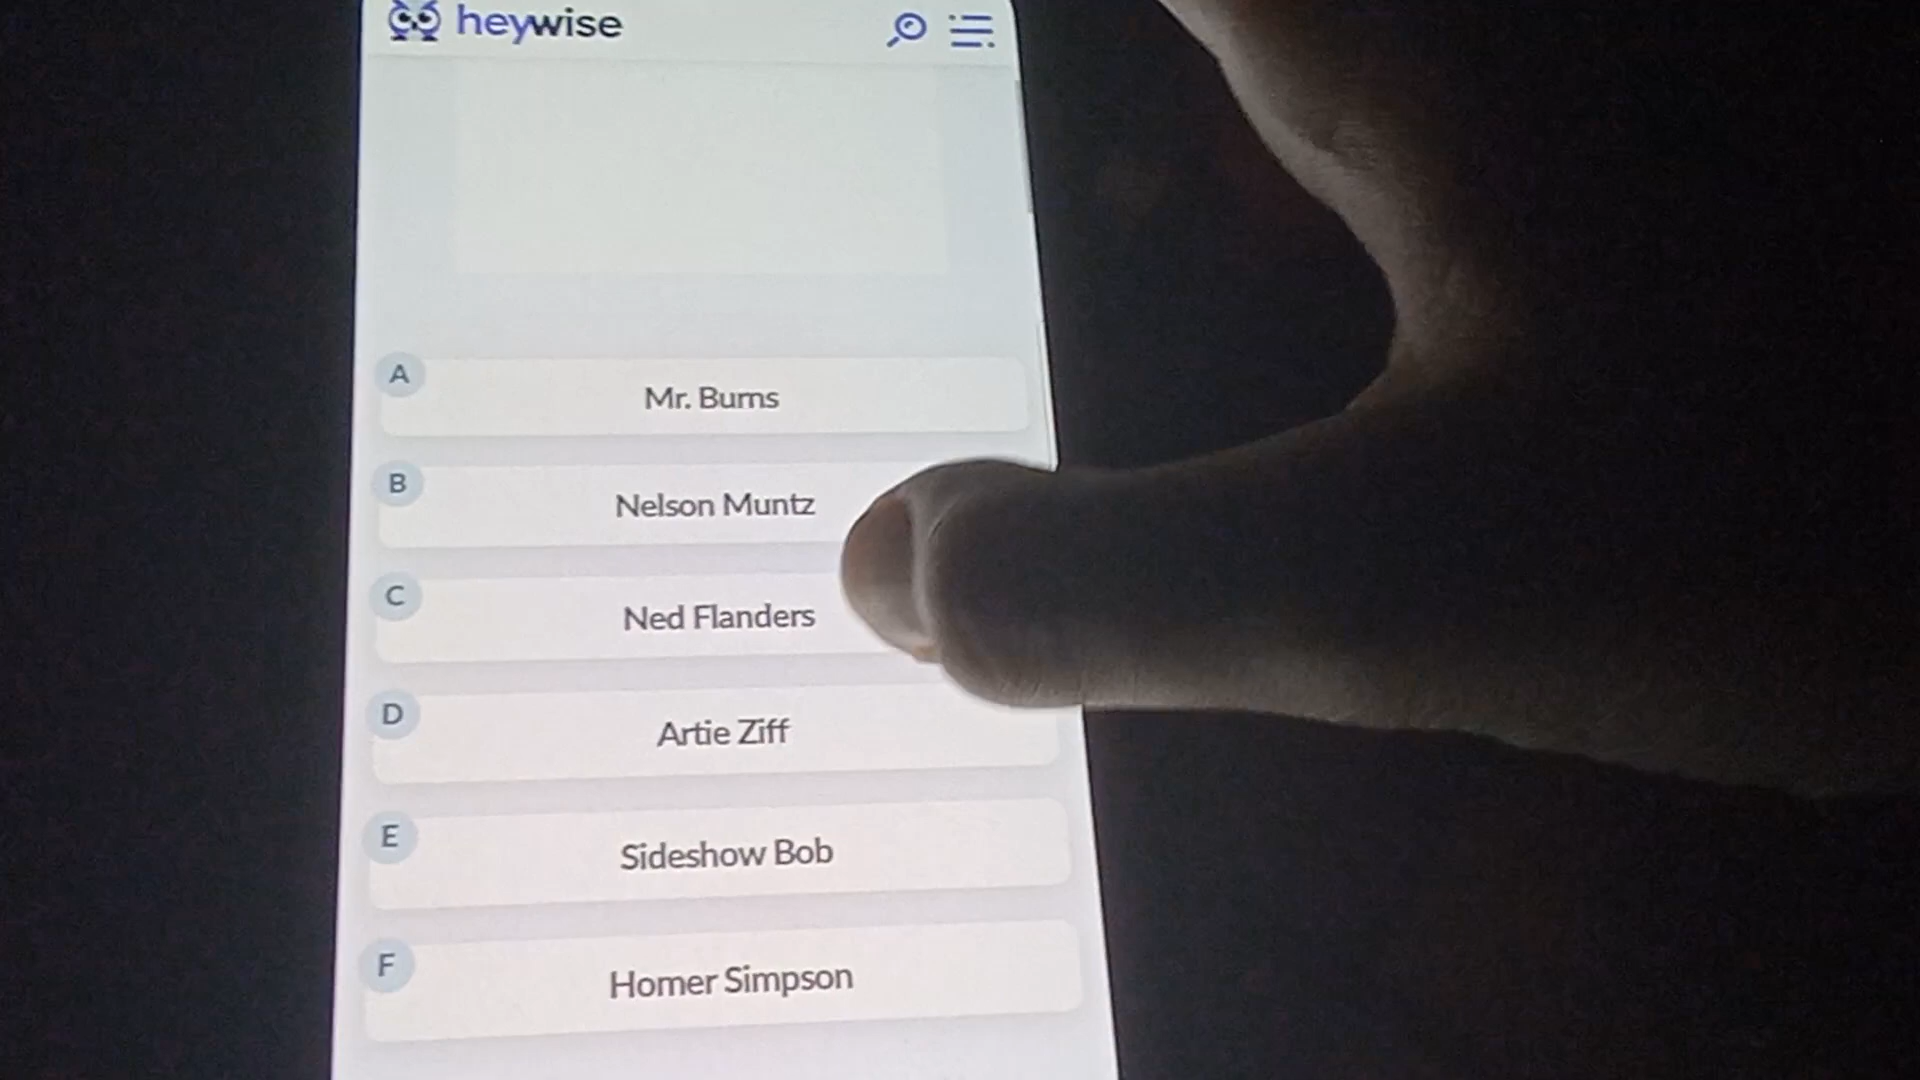 heywise
A
Mr. Burns
B
Nelson Muntz
C
Ned Flanders
D
Artie Ziff
E
Sideshow Bob
F
Homer Simpson